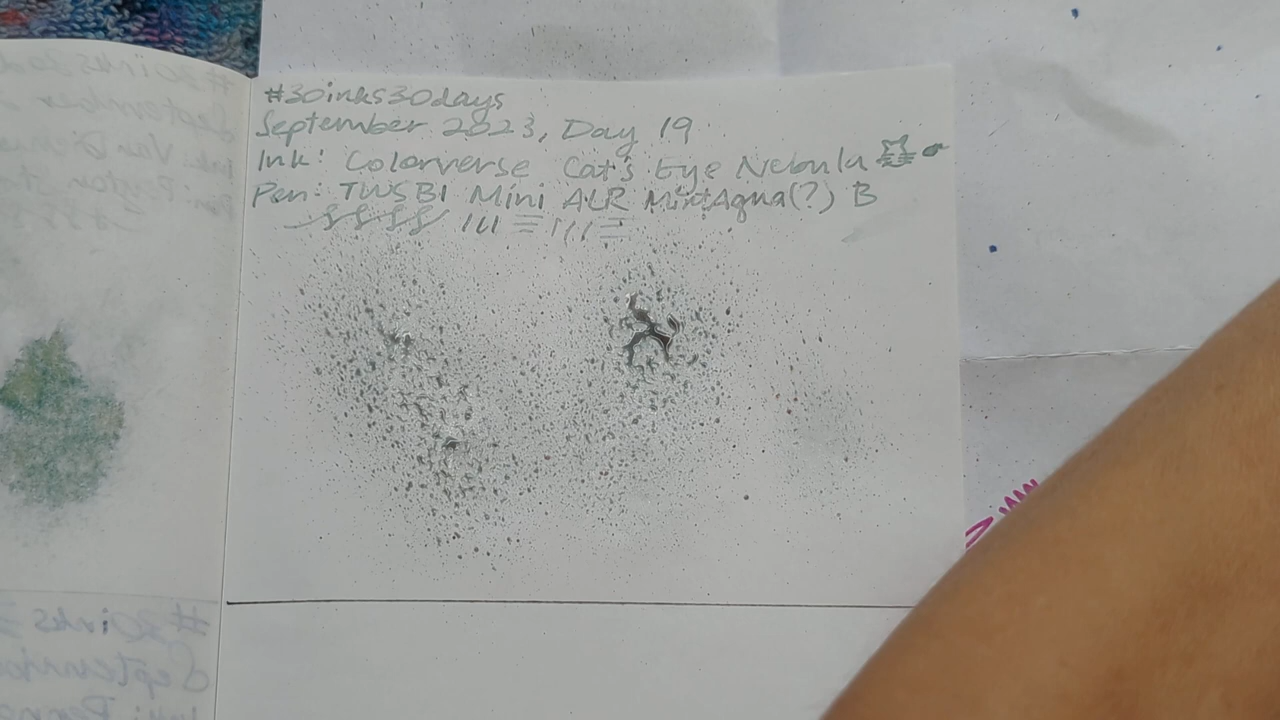 #30inks30days
September 2023, Day 19
Ink: Colorverse Cat's Eye Nebula
Pen: TWSBI Mini ALR MintAqua(?) B